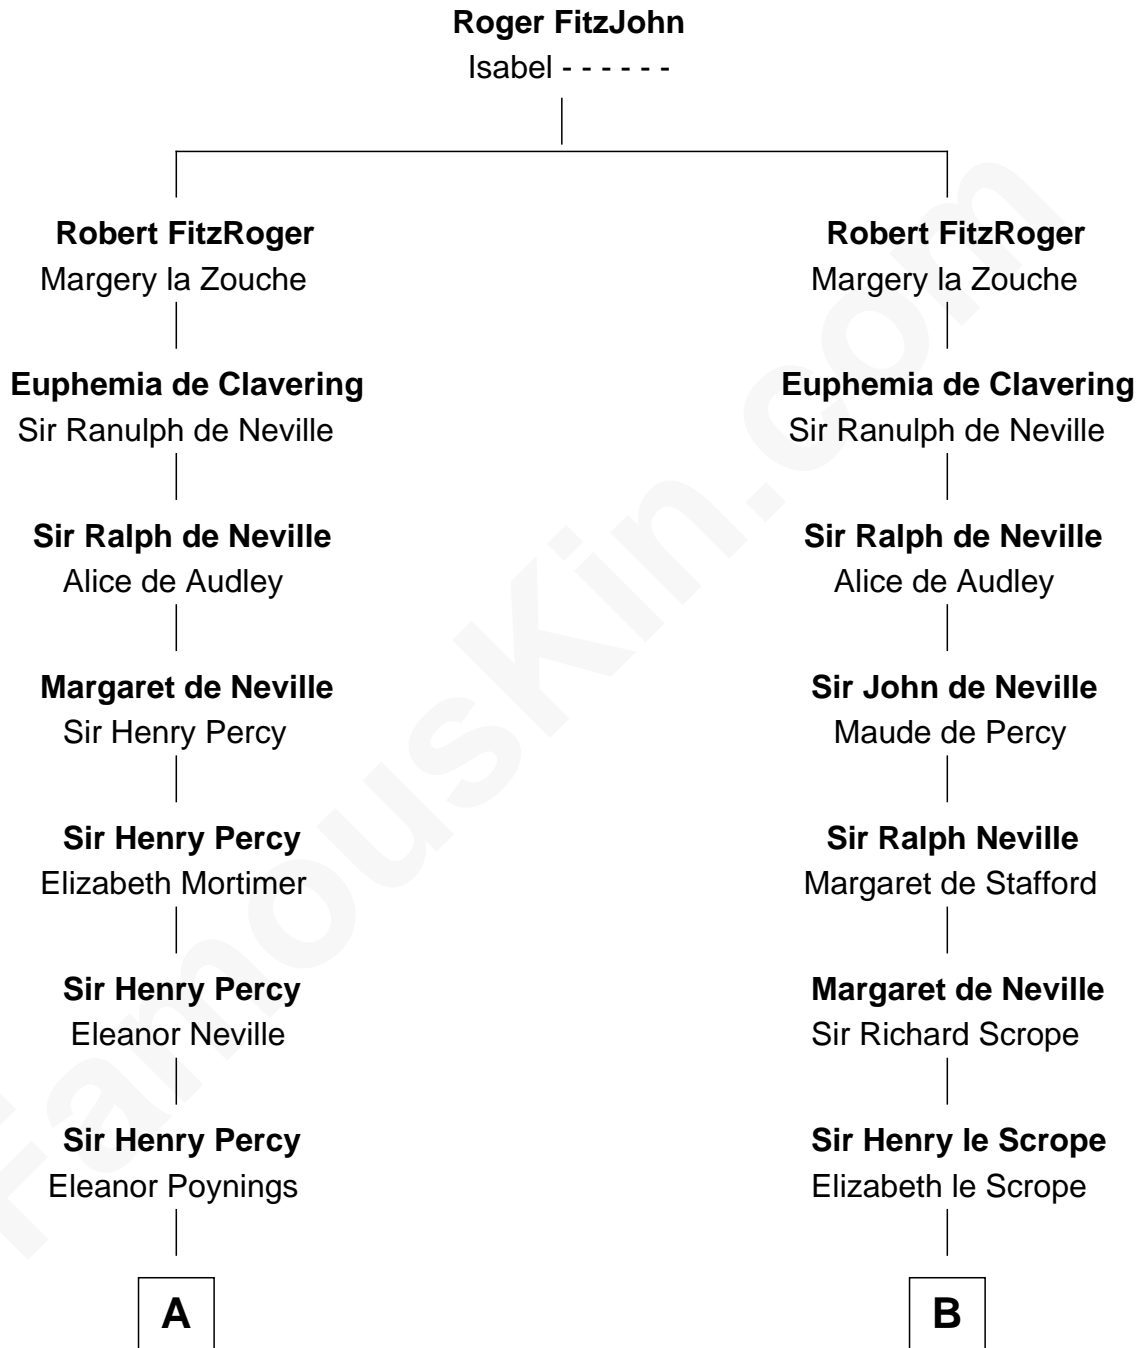 Roger FitzJohn
Isabel - - - - - -
Robert FitzRoger
Margery la Zouche
Robert FitzRoger
Margery la Zouche
Euphemia de Clavering
Sir Ranulph de Neville
Euphemia de Clavering
Sir Ranulph de Neville
Sir Ralph de Neville
Alice de Audley
Sir Ralph de Neville
Alice de Audley
Margaret de Neville
Sir Henry Percy
Sir John de Neville
Maude de Percy
Sir Henry Percy
Elizabeth Mortimer
Sir Ralph Neville
Margaret de Stafford
Sir Henry Percy
Eleanor Neville
Margaret de Neville
Sir Richard Scrope
Sir Henry Percy
Eleanor Poynings
Sir Henry le Scrope
Elizabeth le Scrope
A
B
FamousKin.com